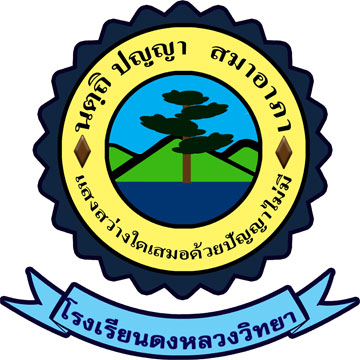 นตฺถิ ปญฺญา สมาอาภา
แสงสว่างใดเสมอด้วยปัญญาไม่มี
โรงเรียนดงหลวงวิทยา